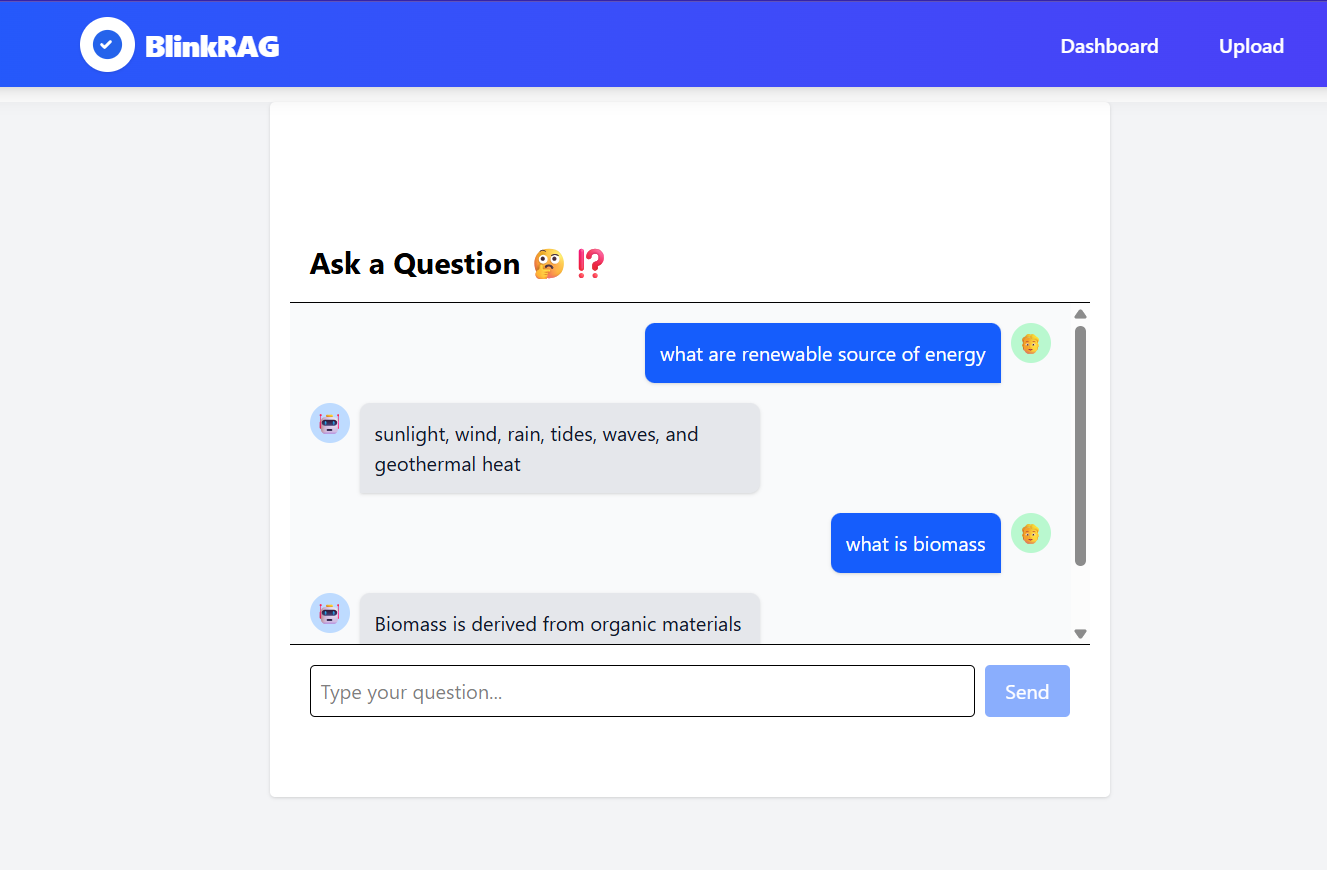 BlinkRAG
Dashboard
Upload
Ask a Question 🤔 ⁉️
what are renewable source of energy
sunlight, wind, rain, tides, waves, and
geothermal heat
what is biomass
Biomass is derived from organic materials
Type your question...
Send